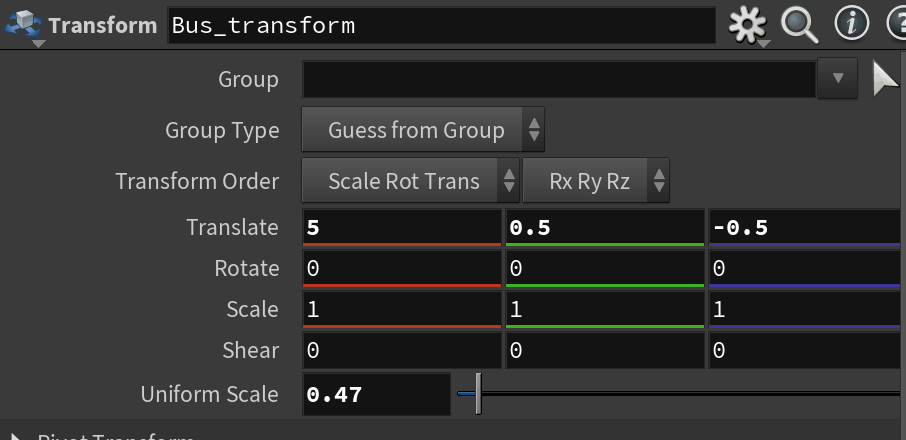 Transform Bus_transform
Group
Group Type Guess from Group
Transform Order Scale Rot Trans Rx Ry Rz
Translate 5 0.5 -0.5
Rotate 0 0 0
Scale 1 1 1
Shear 0 0 0
Uniform Scale 0.47
Pivot Transform